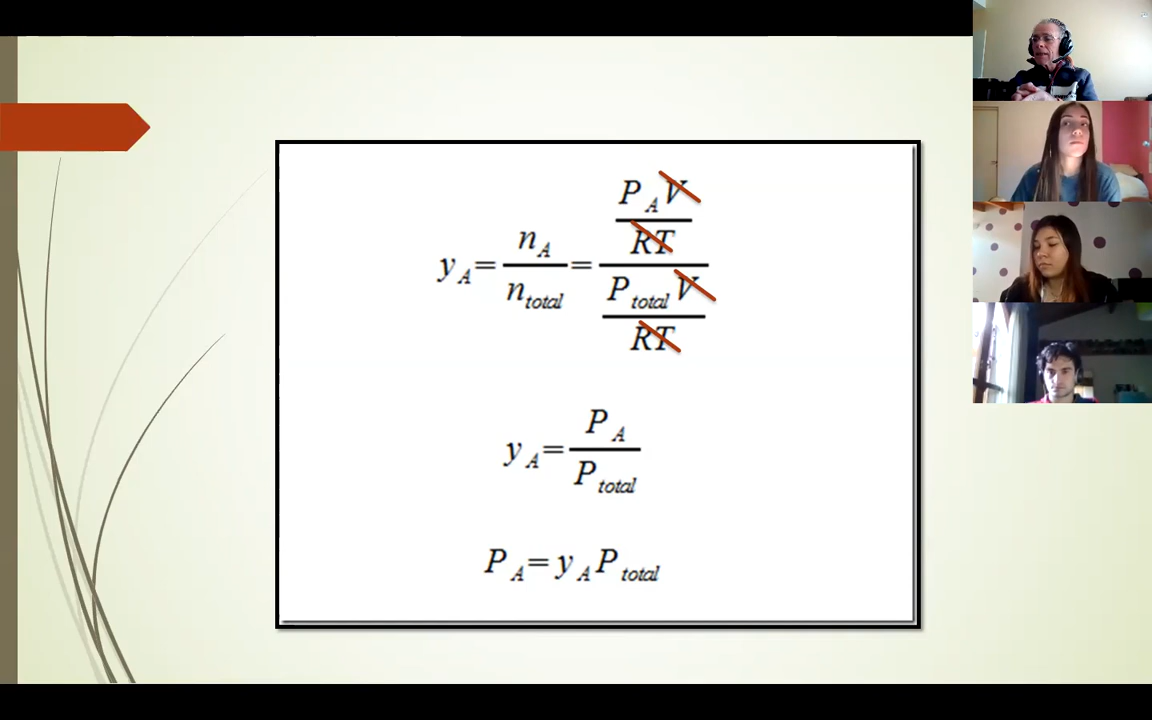 y_A = n_A / n_total = (P_A V / RT) / (P_total V / RT)
y_A = P_A / P_total
P_A = y_A P_total